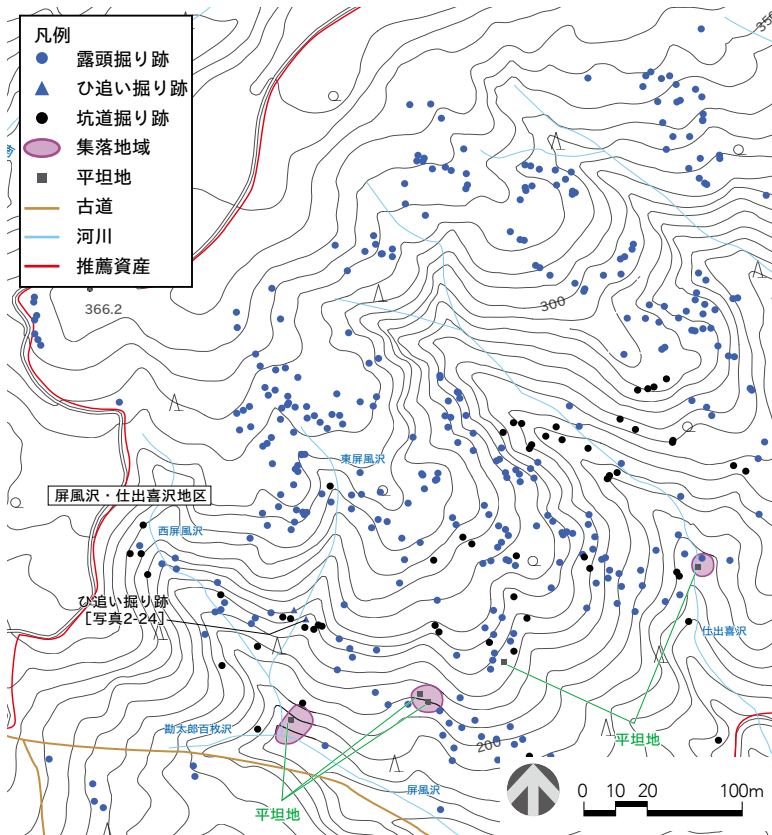 凡例
露頭掘り跡
ひ追い掘り跡
坑道掘り跡
集落地域
平坦地
古道
河川
推薦資産
366.2
300
東屏風沢
屏風沢・仕出喜沢地区
西屏風沢
ひ追い掘り跡
［写真2-24］
仕出喜沢
勘太郎百枚沢
200
平坦地
屏風沢
平坦地
0 10 20 100m